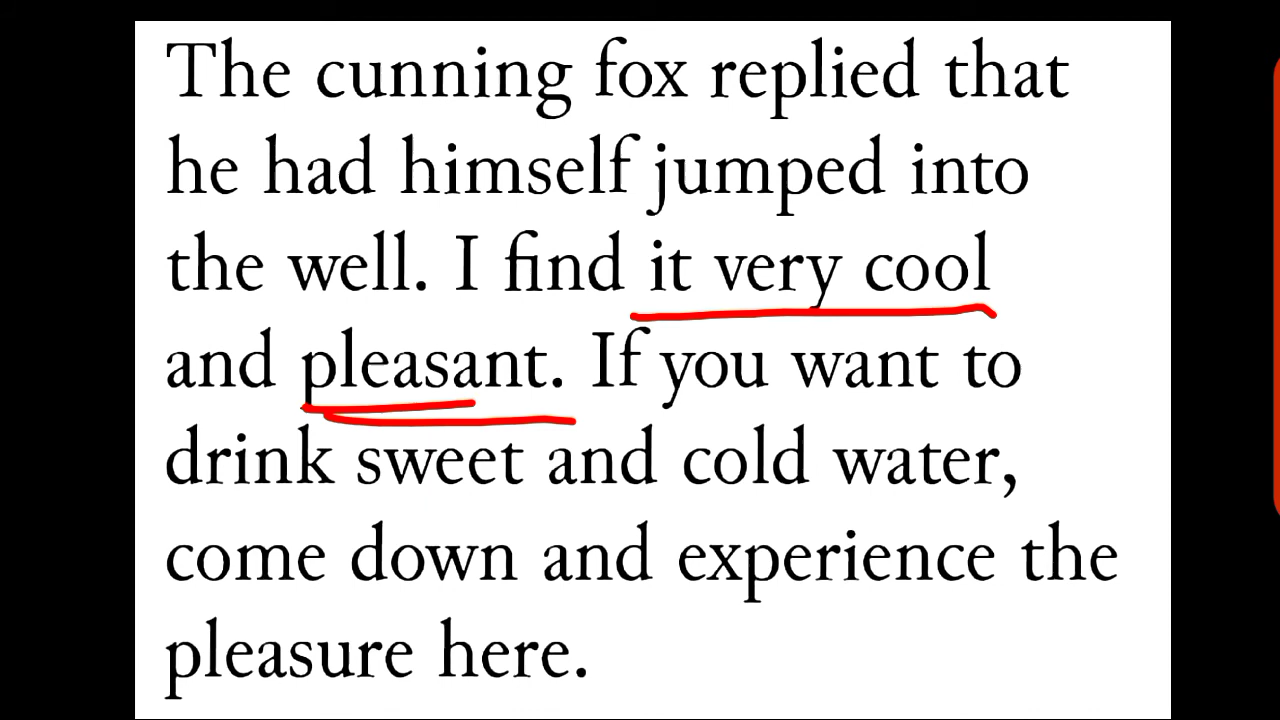 The cunning fox replied that
he had himself jumped into
the well. I find it very cool
and pleasant. If you want to
drink sweet and cold water,
come down and experience the
pleasure here.